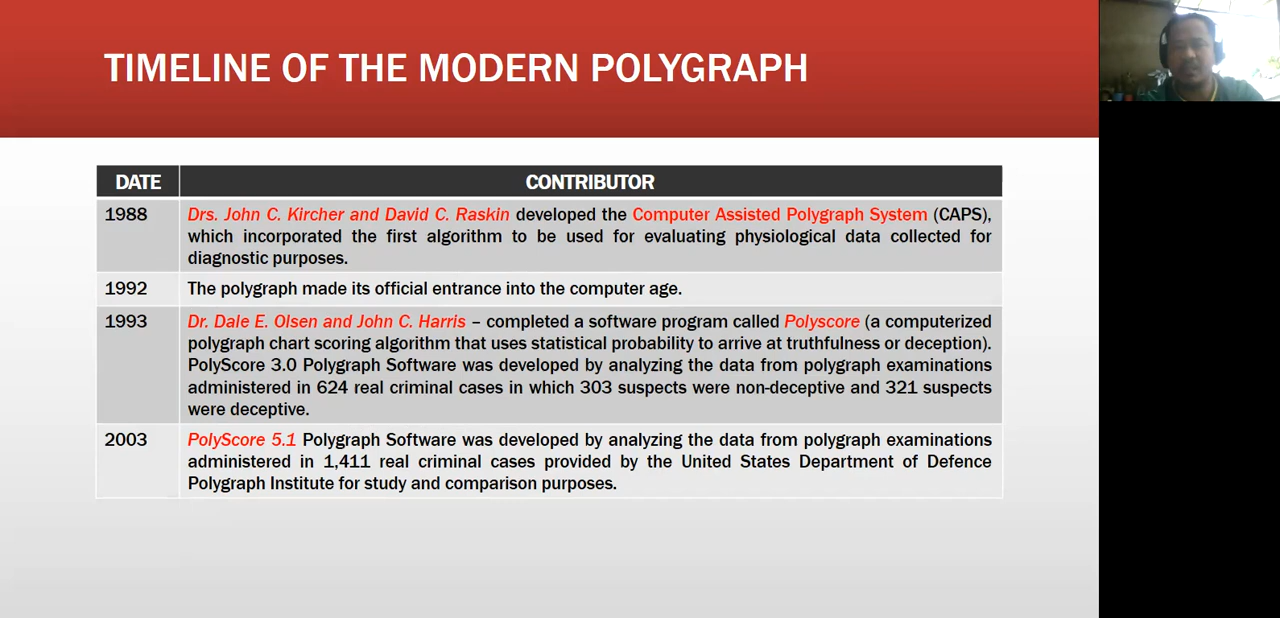 TIMELINE OF THE MODERN POLYGRAPH
DATE CONTRIBUTOR
1988 Drs. John C. Kircher and David C. Raskin developed the Computer Assisted Polygraph System (CAPS),
which incorporated the first algorithm to be used for evaluating physiological data collected for
diagnostic purposes.
1992 The polygraph made its official entrance into the computer age.
1993 Dr. Dale E. Olsen and John C. Harris – completed a software program called Polyscore (a computerized
polygraph chart scoring algorithm that uses statistical probability to arrive at truthfulness or deception).
PolyScore 3.0 Polygraph Software was developed by analyzing the data from polygraph examinations
administered in 624 real criminal cases in which 303 suspects were non-deceptive and 321 suspects
were deceptive.
2003 PolyScore 5.1 Polygraph Software was developed by analyzing the data from polygraph examinations
administered in 1,411 real criminal cases provided by the United States Department of Defence
Polygraph Institute for study and comparison purposes.